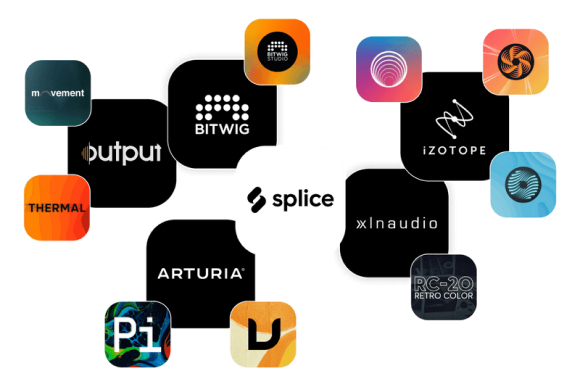 BITWIG
STUDIO
movement
BITWIG
output
iZOTOPE
THERMAL
splice
xlnaudio
ARTURIA®
RC-20
RETRO COLOR
Pi
V